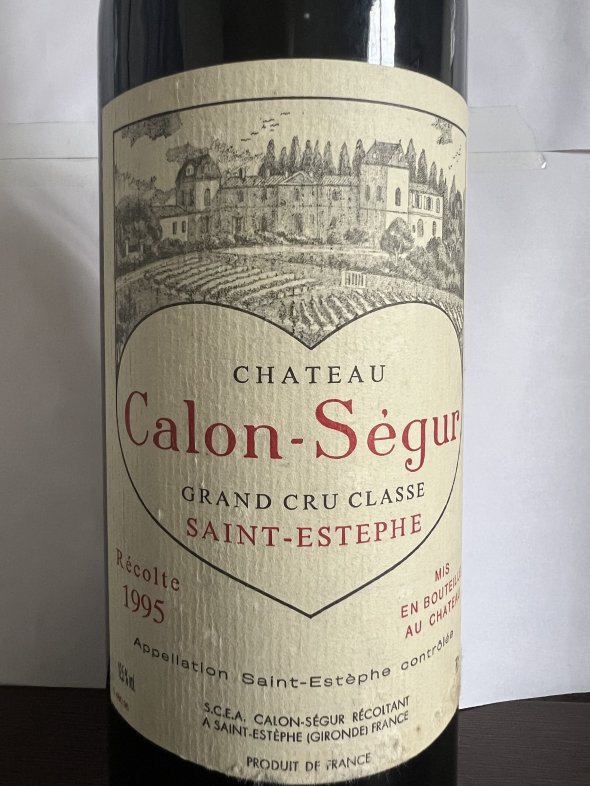 CHATEAU
Calon-Ségur
GRAND CRU CLASSE
SAINT-ESTEPHE
Récolte
1995
MIS
EN BOUTEILLE
AU CHATEAU
Appellation Saint-Estèphe contrôlée
S.C.E.A. CALON-SÉGUR RÉCOLTANT
A SAINT-ESTÈPHE (GIRONDE) FRANCE
PRODUIT DE FRANCE